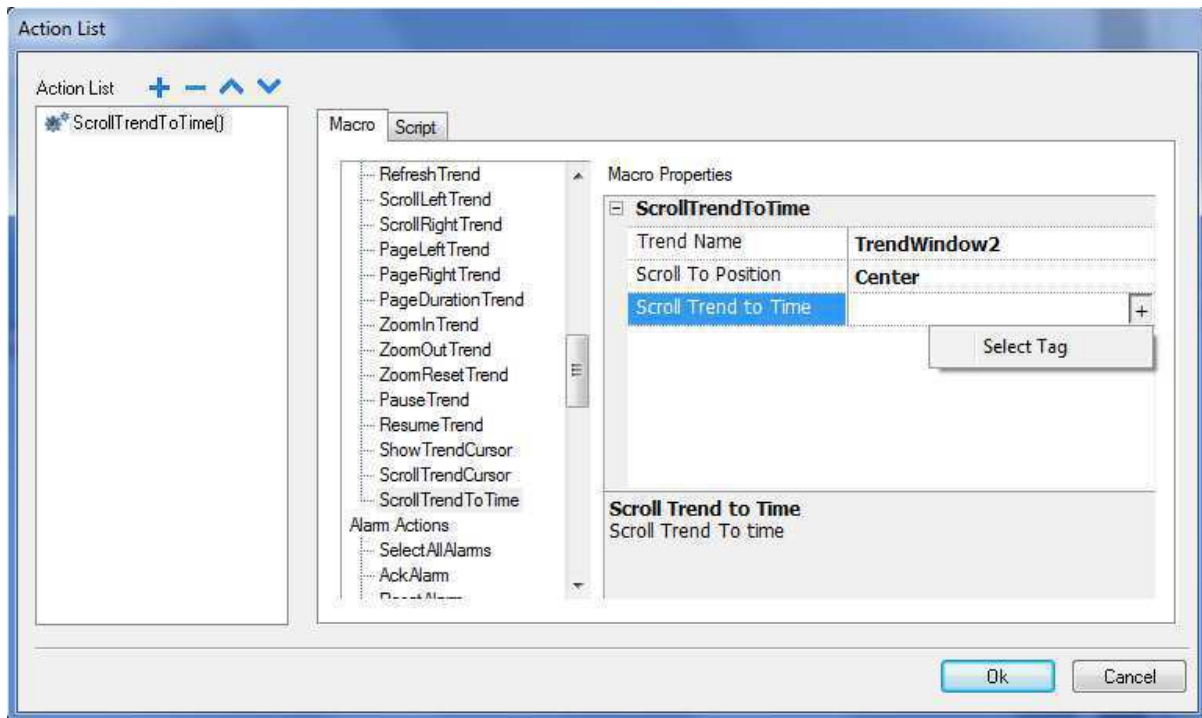 Action List
Action List
ScrollTrendToTime()
Macro
Script
RefreshTrend
ScrollLeftTrend
ScrollRightTrend
PageLeftTrend
PageRightTrend
PageDurationTrend
ZoomInTrend
ZoomOutTrend
ZoomResetTrend
PauseTrend
ResumeTrend
ShowTrendCursor
ScrollTrendCursor
ScrollTrendToTime
Alarm Actions
SelectAllAlarms
AckAlarm
Macro Properties
ScrollTrendToTime
Trend Name TrendWindow2
Scroll To Position Center
Scroll Trend to Time +
Select Tag
Scroll Trend to Time
Scroll Trend To time
Ok
Cancel